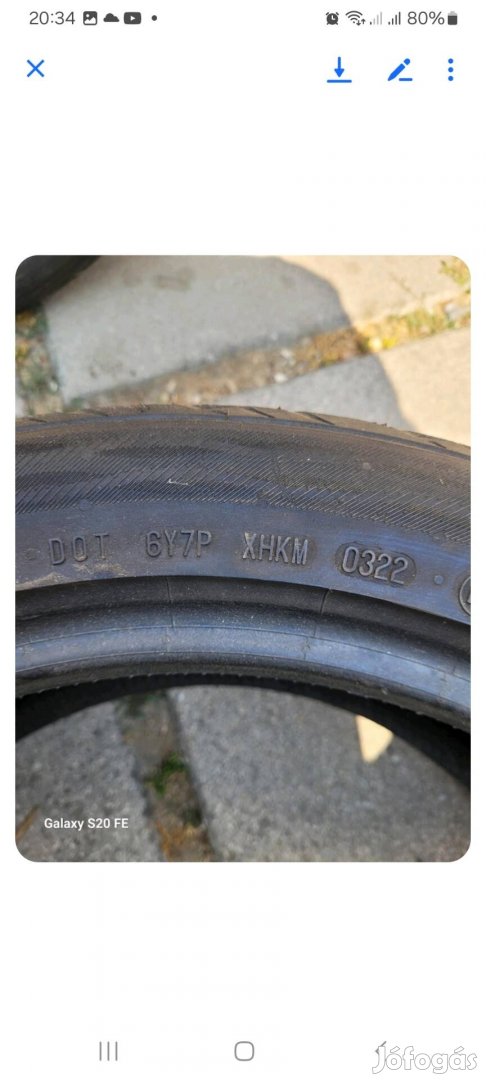 20:34 80%
DOT 6Y7P XHKM 0322
Galaxy S20 FE
Jófogás